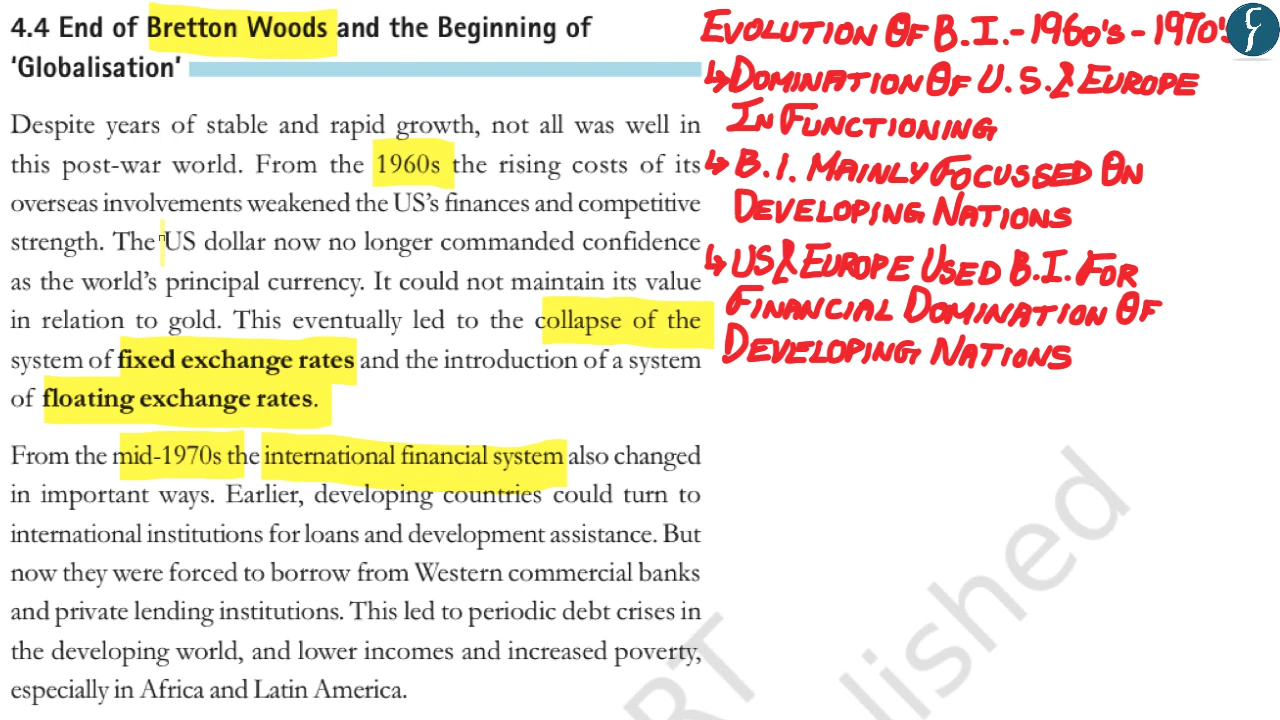 4.4 End of Bretton Woods and the Beginning of
'Globalisation'
Despite years of stable and rapid growth, not all was well in
this post-war world. From the 1960s the rising costs of its
overseas involvements weakened the US's finances and competitive
strength. The US dollar now no longer commanded confidence
as the world's principal currency. It could not maintain its value
in relation to gold. This eventually led to the collapse of the
system of fixed exchange rates and the introduction of a system
of floating exchange rates.
From the mid-1970s the international financial system also changed
in important ways. Earlier, developing countries could turn to
international institutions for loans and development assistance. But
now they were forced to borrow from Western commercial banks
and private lending institutions. This led to periodic debt crises in
the developing world, and lower incomes and increased poverty,
especially in Africa and Latin America.
EVOLUTION OF B.I.-1960's-1970's
↳DOMINATION OF U.S.& EUROPE
IN FUNCTIONING
↳ B.I. MAINLY FOCUSSED ON
DEVELOPING NATIONS
↳ US & EUROPE USED B.I. FOR
FINANCIAL DOMINATION OF
DEVELOPING NATIONS
lished